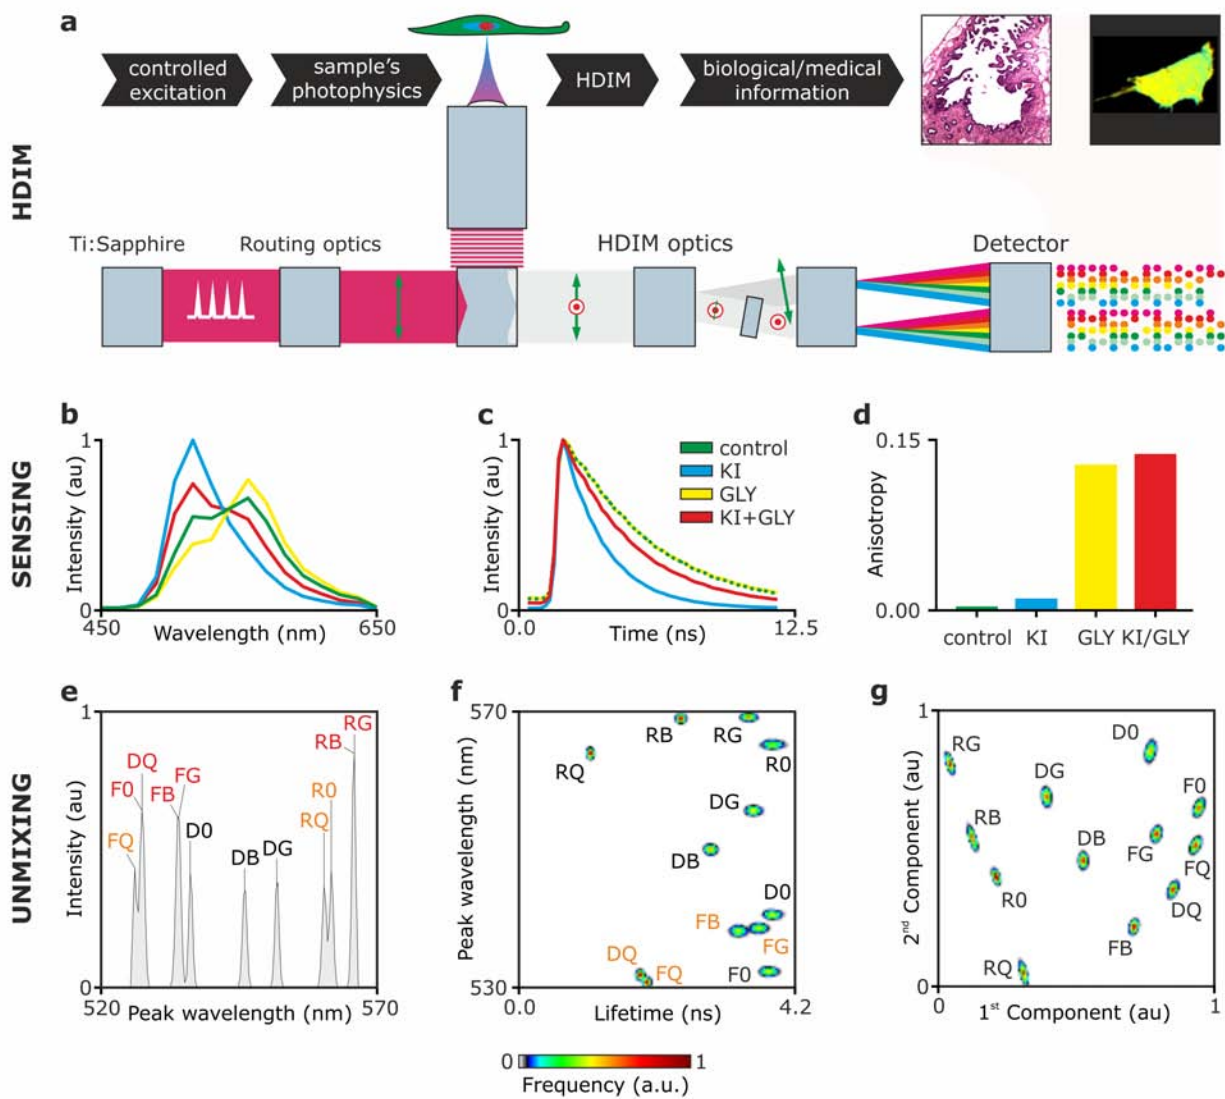 HDIM
a
controlled
excitation
sample's
photophysics
HDIM
biological/medical
information
Ti:Sapphire
Routing optics
HDIM optics
Detector
SENSING
b
1
Intensity (au)
0
450
Wavelength (nm)
650
c
1
Intensity (au)
0
0.0
Time (ns)
12.5
control
KI
GLY
KI+GLY
d
0.15
Anisotropy
0.00
control
KI
GLY
KI/GLY
UNMIXING
e
1
Intensity (au)
0
520
Peak wavelength (nm)
570
RG
DQ
RB
F0
FG
FB
R0
FQ
D0
RQ
DB
DG
f
570
Peak wavelength (nm)
530
0
Lifetime (ns)
4.2
RB
RG
RQ
R0
DG
DB
D0
FB
FG
DQ
FQ
F0
g
1
2nd Component (au)
0
0
1st Component (au)
1
RG
D0
DG
F0
RB
DB
FG
FQ
R0
DQ
FB
RQ
0
1
Frequency (a.u.)